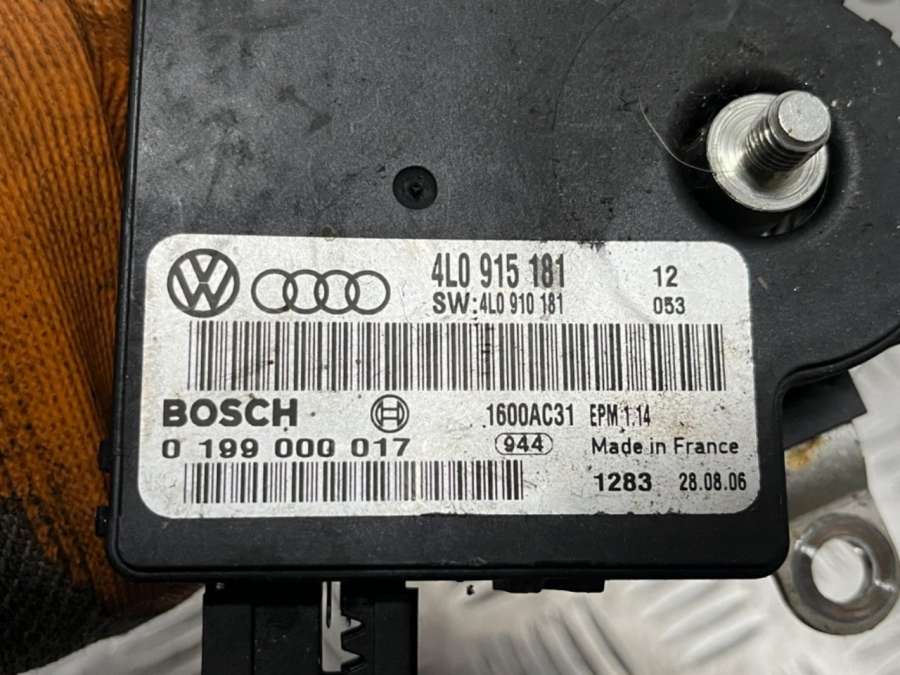 4L0 915 181 12
SW:4L0 910 181 053
BOSCH 1600AC31 EPM 1.14
0 199 000 017 944 Made in France
1283 28.08.06